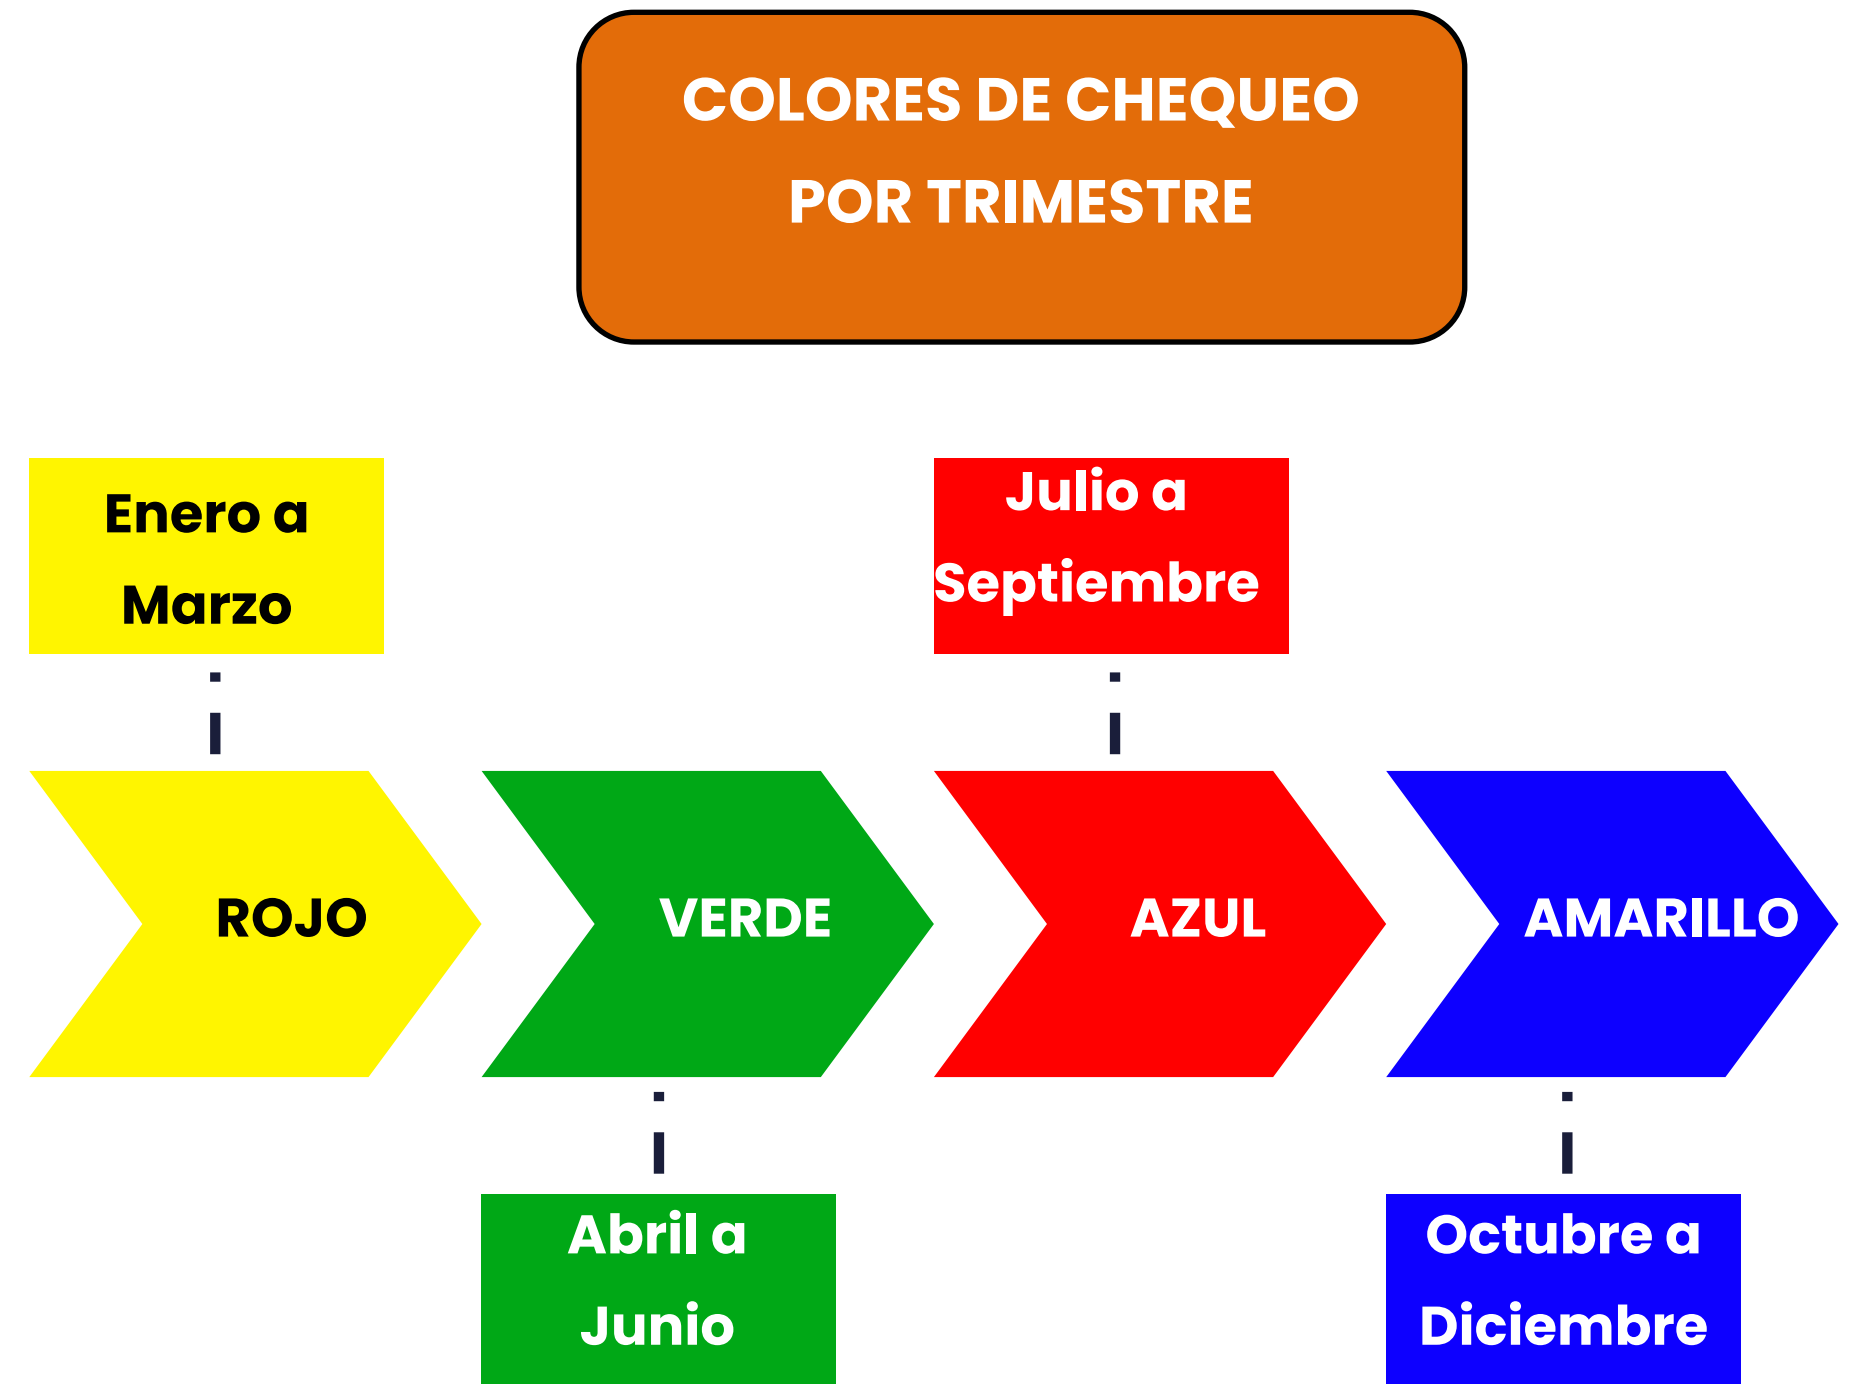 COLORES DE CHEQUEO
POR TRIMESTRE
Enero a
Marzo
Julio a
Septiembre
ROJO
VERDE
AZUL
AMARILLO
Abril a
Junio
Octubre a
Diciembre